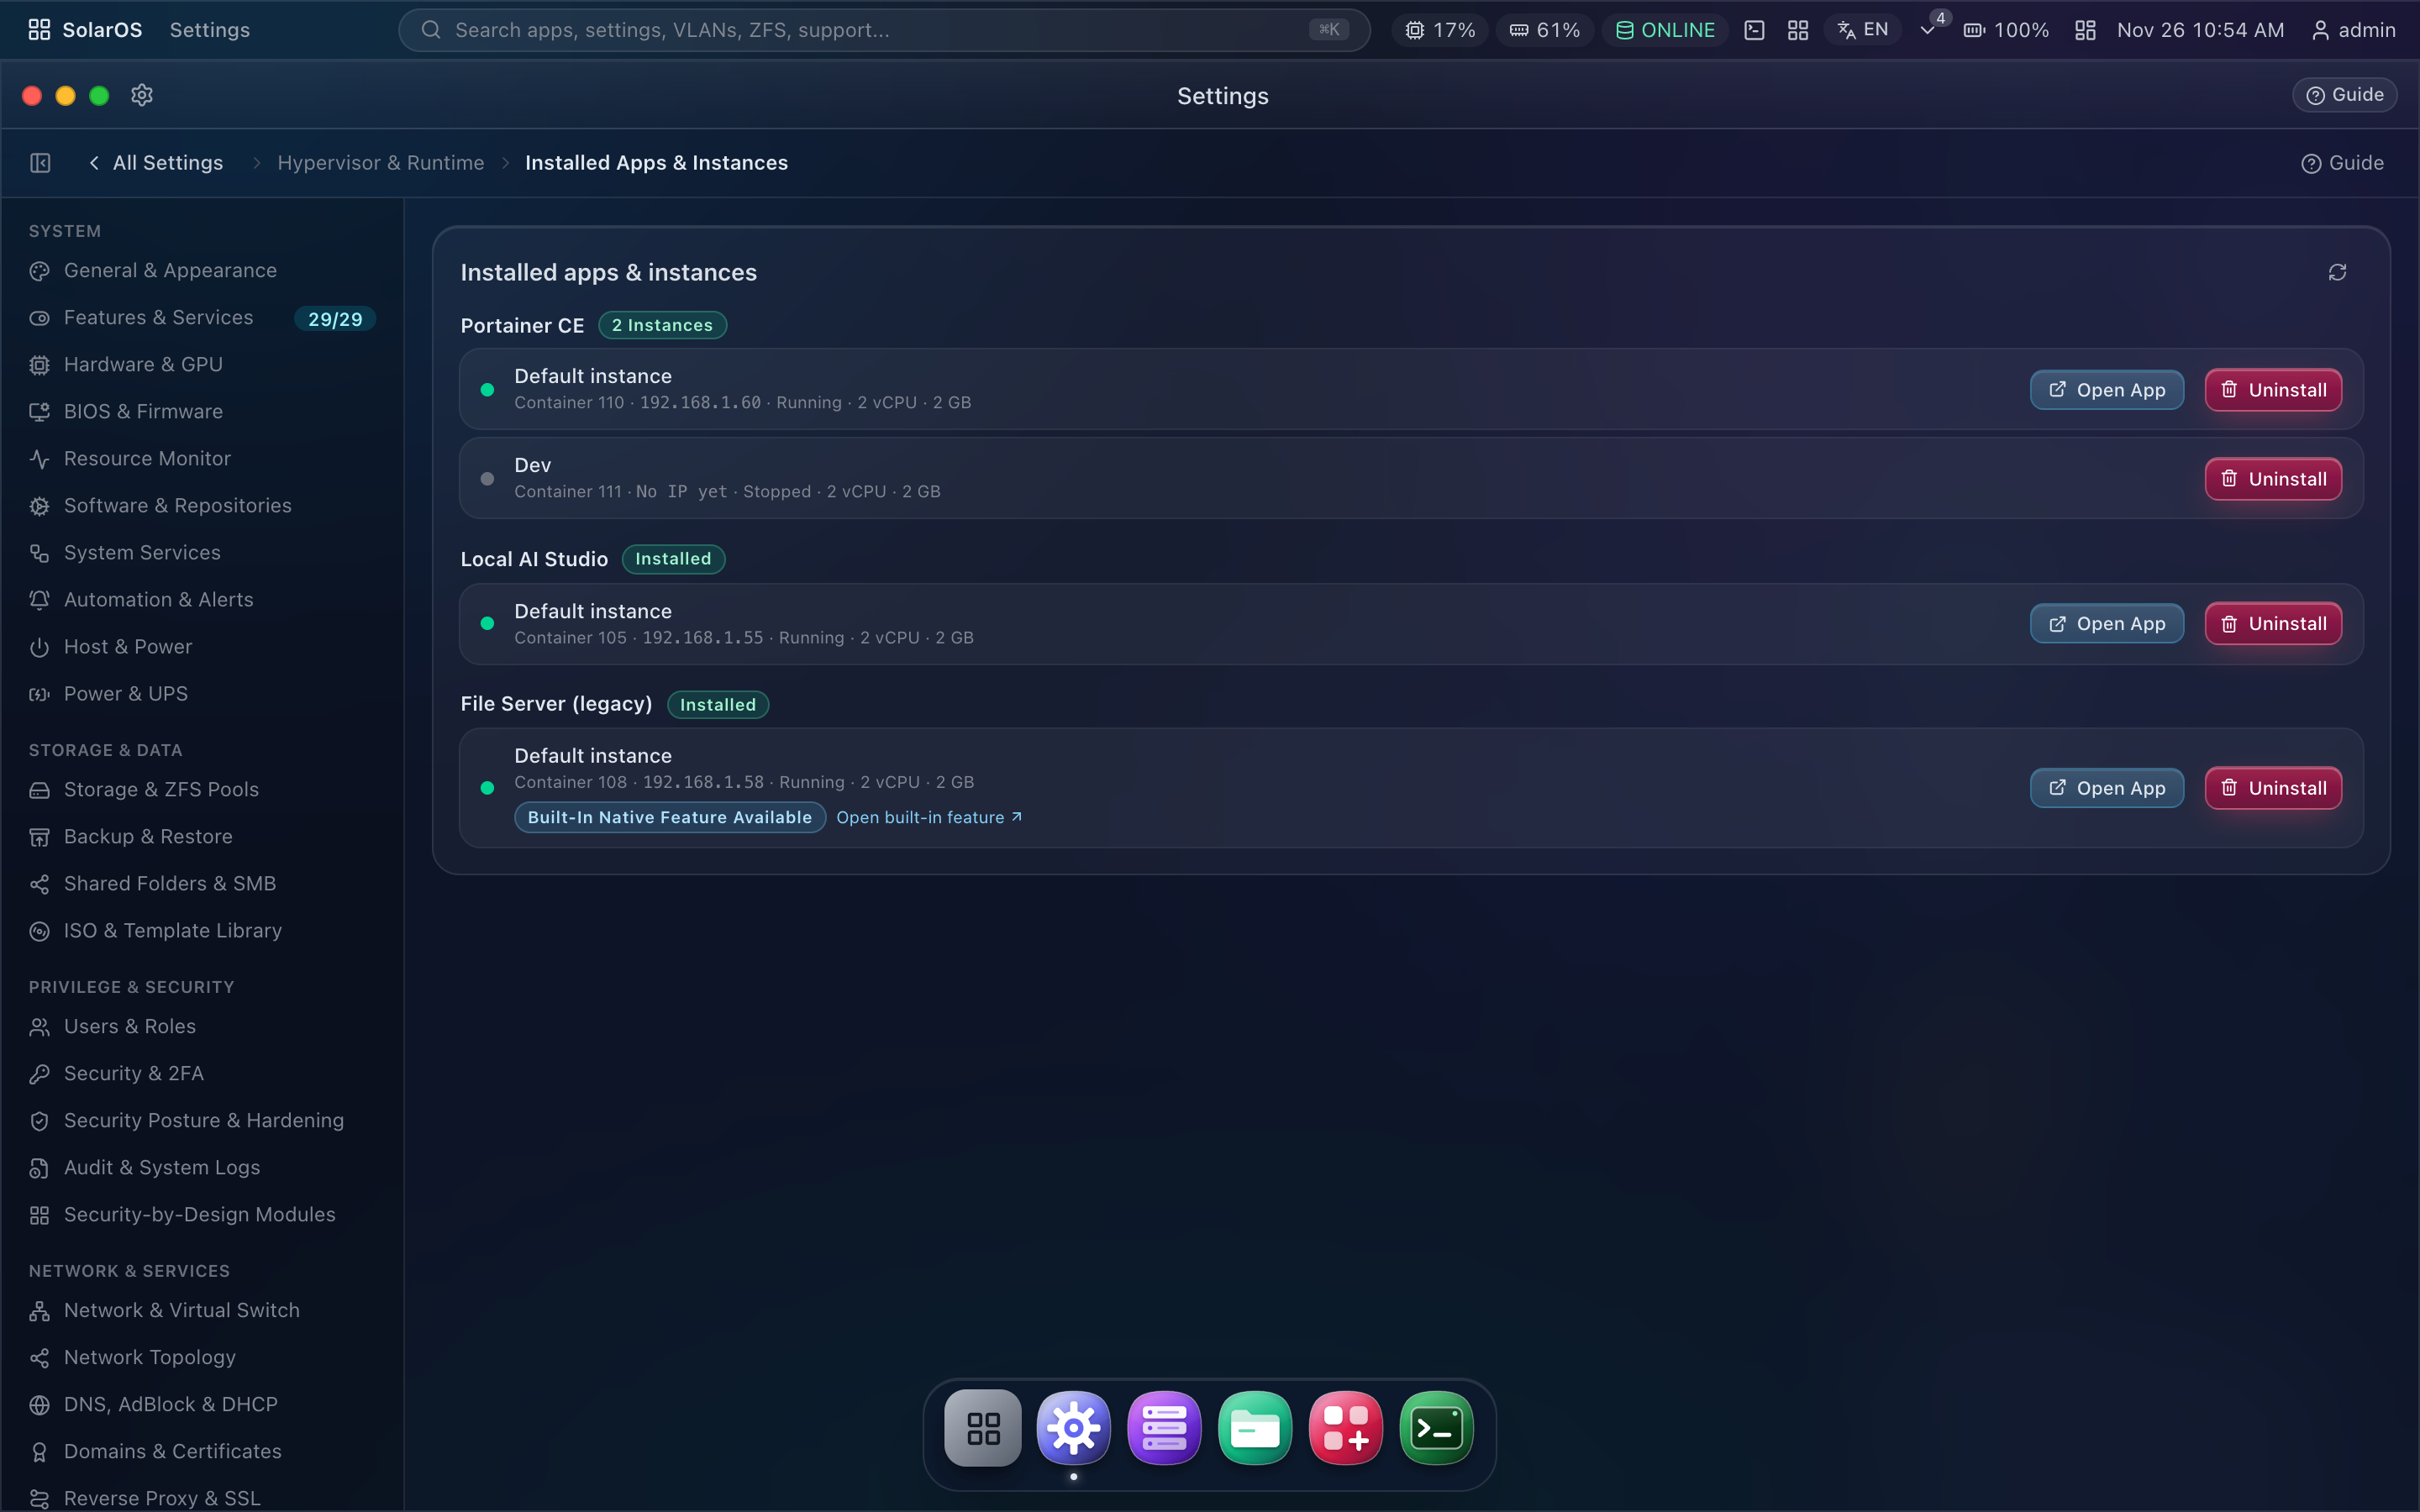 SolarOS Settings Search apps, settings, VLANs, ZFS, support... ⌘K 17% 61% ONLINE EN 4 100% Nov 26 10:54 AM admin
Settings
Guide
All Settings Hypervisor & Runtime Installed Apps & Instances Guide
SYSTEM
General & Appearance
Features & Services 29/29
Hardware & GPU
BIOS & Firmware
Resource Monitor
Software & Repositories
System Services
Automation & Alerts
Host & Power
Power & UPS
STORAGE & DATA
Storage & ZFS Pools
Backup & Restore
Shared Folders & SMB
ISO & Template Library
PRIVILEGE & SECURITY
Users & Roles
Security & 2FA
Security Posture & Hardening
Audit & System Logs
Security-by-Design Modules
NETWORK & SERVICES
Network & Virtual Switch
Network Topology
DNS, AdBlock & DHCP
Domains & Certificates
Reverse Proxy & SSL
Installed apps & instances
Portainer CE 2 Instances
Default instance
Container 110 · 192.168.1.60 · Running · 2 vCPU · 2 GB
Open App Uninstall
Dev
Container 111 · No IP yet · Stopped · 2 vCPU · 2 GB
Uninstall
Local AI Studio Installed
Default instance
Container 105 · 192.168.1.55 · Running · 2 vCPU · 2 GB
Open App Uninstall
File Server (legacy) Installed
Default instance
Container 108 · 192.168.1.58 · Running · 2 vCPU · 2 GB
Built-In Native Feature Available Open built-in feature ↗
Open App Uninstall